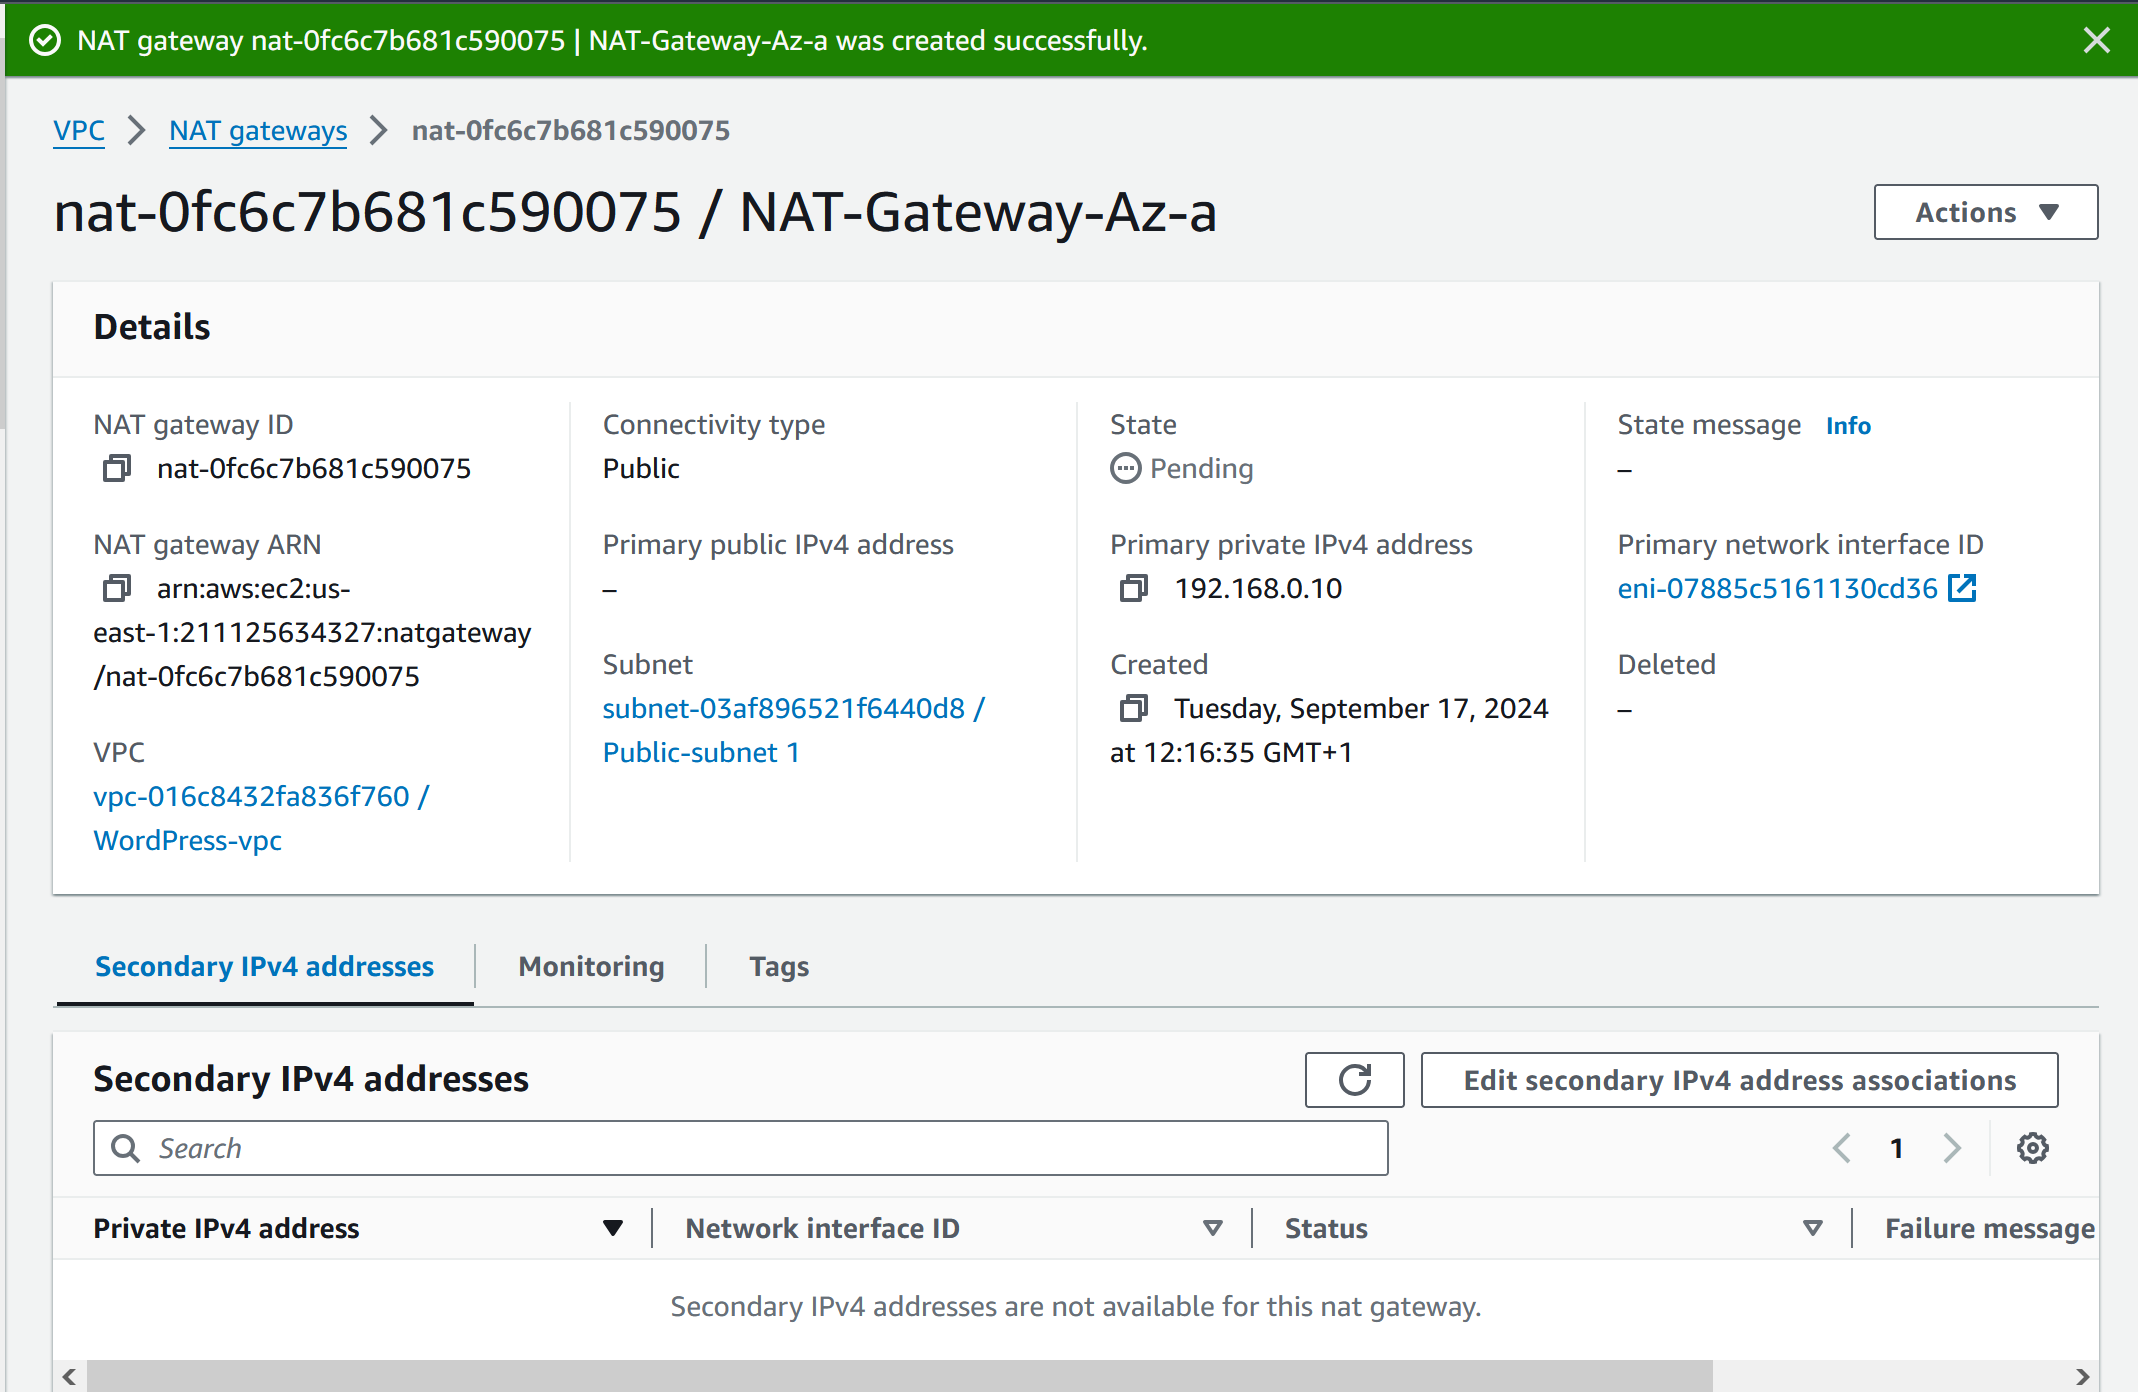 NAT gateway nat-0fc6c7b681c590075 | NAT-Gateway-Az-a was created successfully.
VPC
NAT gateways
nat-0fc6c7b681c590075
nat-0fc6c7b681c590075 / NAT-Gateway-Az-a
Actions
Details
NAT gateway ID
nat-0fc6c7b681c590075
NAT gateway ARN
arn:aws:ec2:us-
east-1:211125634327:natgateway
/nat-0fc6c7b681c590075
VPC
vpc-016c8432fa836f760 /
WordPress-vpc
Connectivity type
Public
Primary public IPv4 address
–
Subnet
subnet-03af896521f6440d8 /
Public-subnet 1
State
Pending
Primary private IPv4 address
192.168.0.10
Created
Tuesday, September 17, 2024
at 12:16:35 GMT+1
State message Info
–
Primary network interface ID
eni-07885c5161130cd36
Deleted
–
Secondary IPv4 addresses
Monitoring
Tags
Secondary IPv4 addresses
Edit secondary IPv4 address associations
Search
1
Private IPv4 address
Network interface ID
Status
Failure message
Secondary IPv4 addresses are not available for this nat gateway.